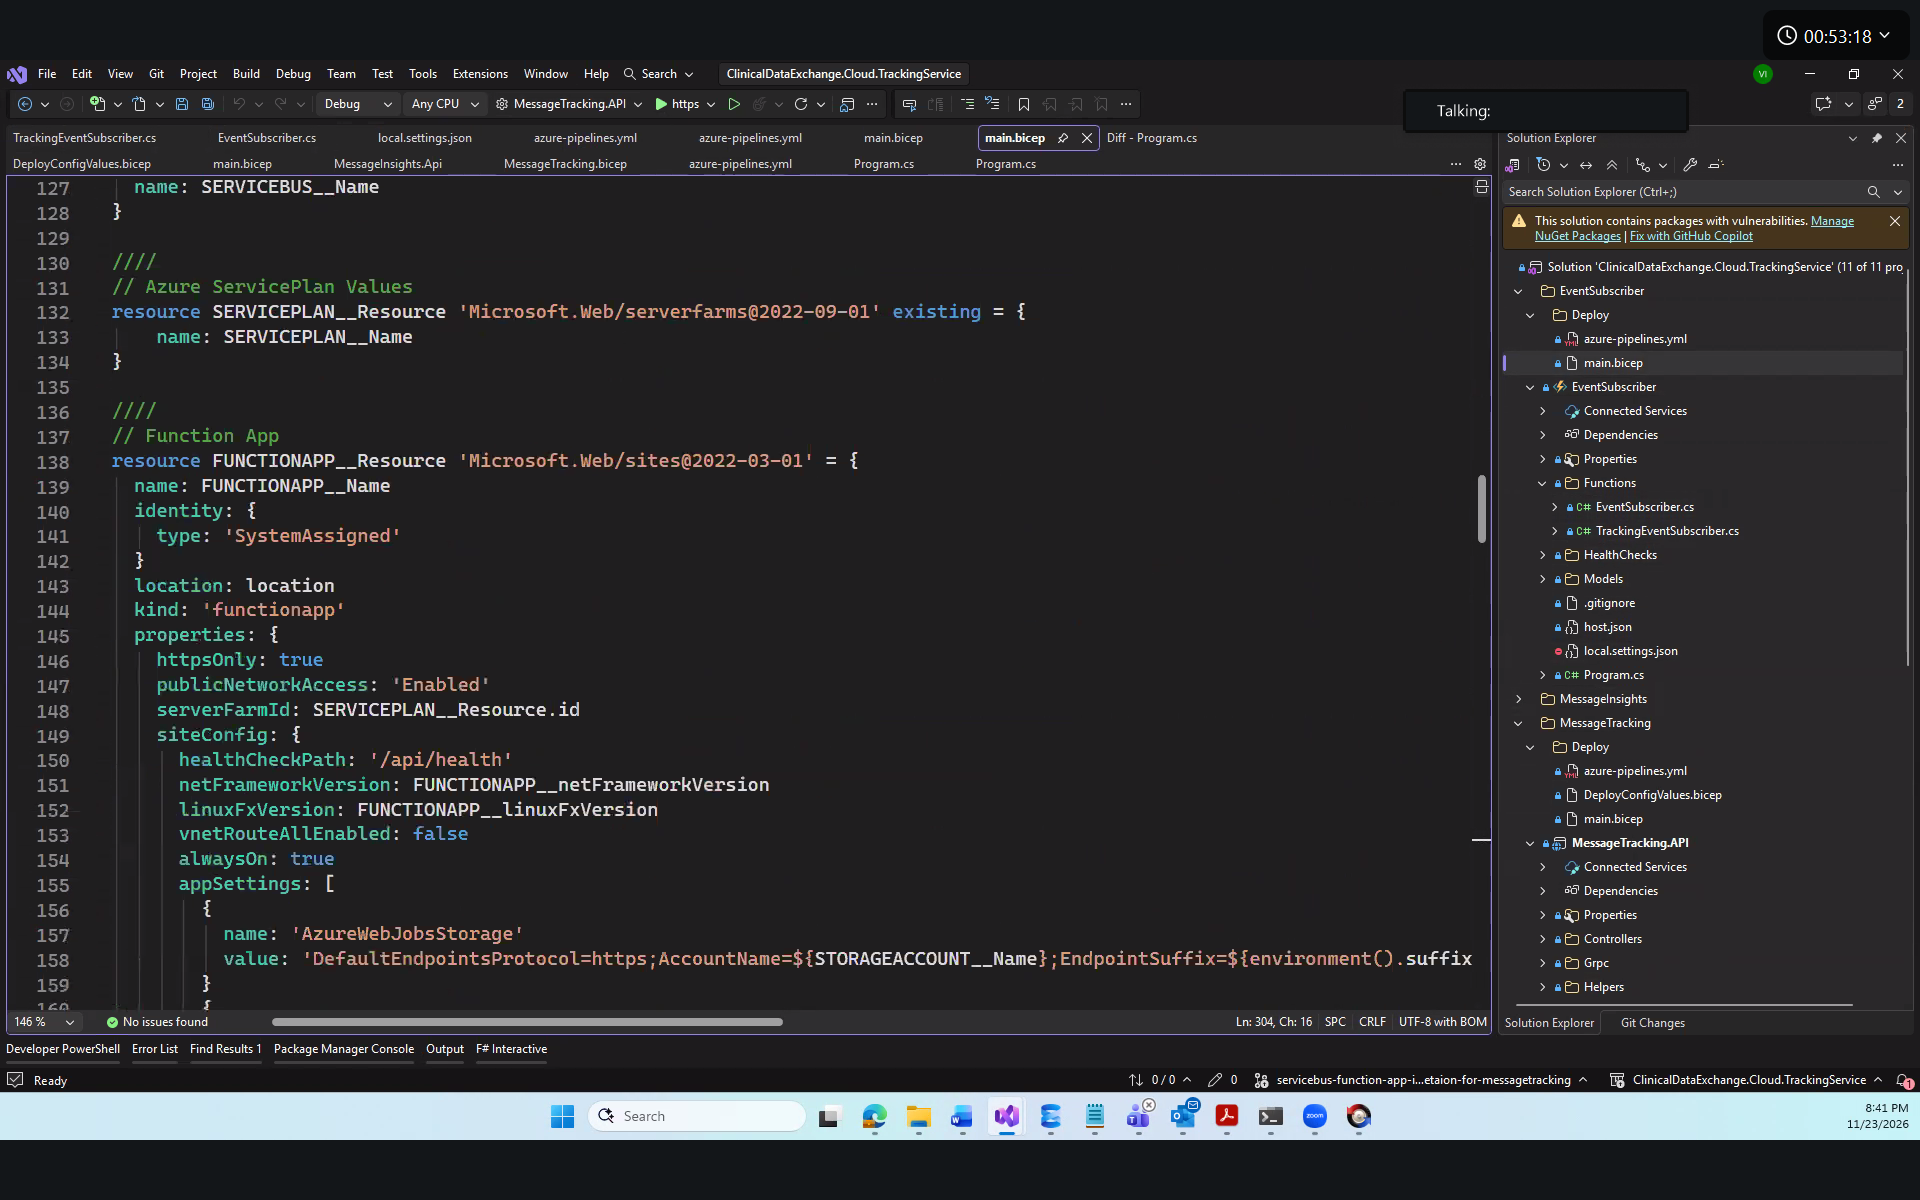 00:53:18
File Edit View Git Project Build Debug Team Test Tools Extensions Window Help Search ClinicalDataExchange.Cloud.TrackingService VI
Debug Any CPU MessageTracking.API https 2
Talking:
TrackingEventSubscriber.cs EventSubscriber.cs local.settings.json azure-pipelines.yml azure-pipelines.yml main.bicep main.bicep Diff - Program.cs
DeployConfigValues.bicep main.bicep MessageInsights.Api MessageTracking.bicep azure-pipelines.yml Program.cs Program.cs
127 name: SERVICEBUS__Name
128 }
129
130 ////
131 // Azure ServicePlan Values
132 resource SERVICEPLAN__Resource 'Microsoft.Web/serverfarms@2022-09-01' existing = {
133 name: SERVICEPLAN__Name
134 }
135
136 ////
137 // Function App
138 resource FUNCTIONAPP__Resource 'Microsoft.Web/sites@2022-03-01' = {
139 name: FUNCTIONAPP__Name
140 identity: {
141 type: 'SystemAssigned'
142 }
143 location: location
144 kind: 'functionapp'
145 properties: {
146 httpsOnly: true
147 publicNetworkAccess: 'Enabled'
148 serverFarmId: SERVICEPLAN__Resource.id
149 siteConfig: {
150 healthCheckPath: '/api/health'
151 netFrameworkVersion: FUNCTIONAPP__netFrameworkVersion
152 linuxFxVersion: FUNCTIONAPP__linuxFxVersion
153 vnetRouteAllEnabled: false
154 alwaysOn: true
155 appSettings: [
156 {
157 name: 'AzureWebJobsStorage'
158 value: 'DefaultEndpointsProtocol=https;AccountName=${STORAGEACCOUNT__Name};EndpointSuffix=${environment().suffix
159 }
160 {
146 % No issues found Ln: 304, Ch: 16 SPC CRLF UTF-8 with BOM
Solution Explorer
Search Solution Explorer (Ctrl+;)
This solution contains packages with vulnerabilities. Manage
NuGet Packages | Fix with GitHub Copilot
Solution 'ClinicalDataExchange.Cloud.TrackingService' (11 of 11 pro
EventSubscriber
Deploy
azure-pipelines.yml
main.bicep
EventSubscriber
Connected Services
Dependencies
Properties
Functions
C# EventSubscriber.cs
C# TrackingEventSubscriber.cs
HealthChecks
Models
.gitignore
host.json
local.settings.json
C# Program.cs
MessageInsights
MessageTracking
Deploy
azure-pipelines.yml
DeployConfigValues.bicep
main.bicep
MessageTracking.API
Connected Services
Dependencies
Properties
Controllers
Grpc
Helpers
Solution Explorer Git Changes
Developer PowerShell Error List Find Results 1 Package Manager Console Output F# Interactive
Ready 0 / 0 0 servicebus-function-app-i...etaion-for-messagetracking ClinicalDataExchange.Cloud.TrackingService 1
Search
zoom
8:41 PM
11/23/2026